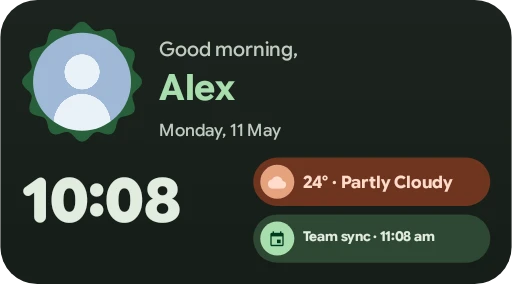 Good morning,
Alex
Monday, 11 May
10:08
24° · Partly Cloudy
Team sync · 11:08 am